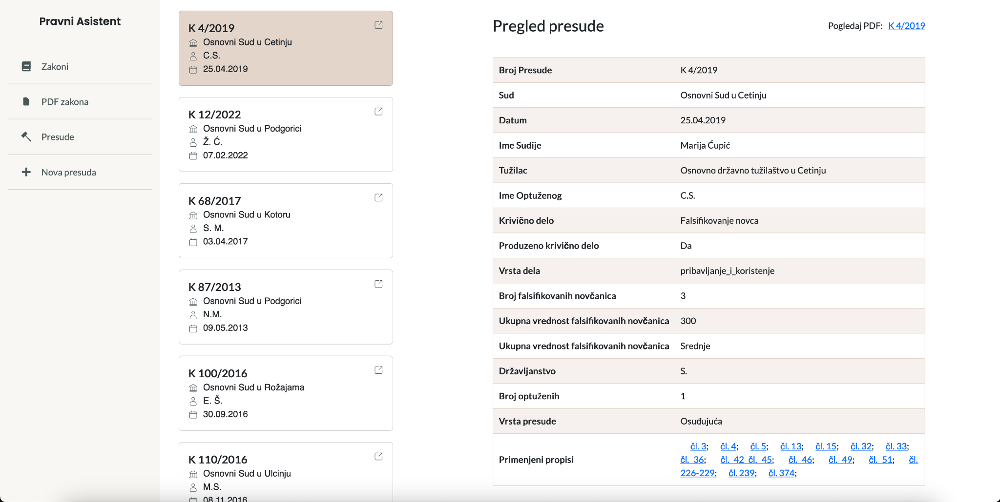 Pravni Asistent
Zakoni
PDF zakona
Presude
Nova presuda
K 4/2019
Osnovni Sud u Cetinju
C.S.
25.04.2019
K 12/2022
Osnovni Sud u Podgorici
Ž. Ć.
07.02.2022
K 68/2017
Osnovni Sud u Kotoru
S. M.
03.04.2017
K 87/2013
Osnovni Sud u Podgorici
N.M.
09.05.2013
K 100/2016
Osnovni Sud u Rožajama
E. Š.
30.09.2016
K 110/2016
Osnovni Sud u Ulcinju
M.S.
08.11.2016
Pregled presude
Pogledaj PDF: K 4/2019
Broj Presude K 4/2019
Sud Osnovni Sud u Cetinju
Datum 25.04.2019
Ime Sudije Marija Ćupić
Tužilac Osnovno državno tužilaštvo u Cetinju
Ime Optuženog C.S.
Krivično delo Falsifikovanje novca
Produzeno krivično delo Da
Vrsta dela pribavljanje_i_koristenje
Broj falsifikovanih novčanica 3
Ukupna vrednost falsifikovanih novčanica 300
Ukupna vrednost falsifikovanih novčanica Srednje
Državljanstvo S.
Broj optuženih 1
Vrsta presude Osuđujuća
Primenjeni propisi
čl. 3; čl. 4; čl. 5; čl. 13; čl. 15; čl. 32; čl. 33;
čl. 36; čl. 42 čl. 45; čl. 46; čl. 49; čl. 51; čl.
226-229; čl. 239; čl. 374;